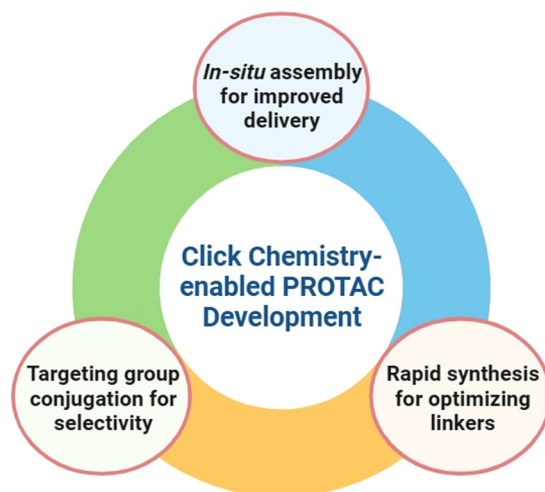 In-situ assembly
for improved
delivery
Click Chemistry-
enabled PROTAC
Development
Targeting group
conjugation for
selectivity
Rapid synthesis
for optimizing
linkers